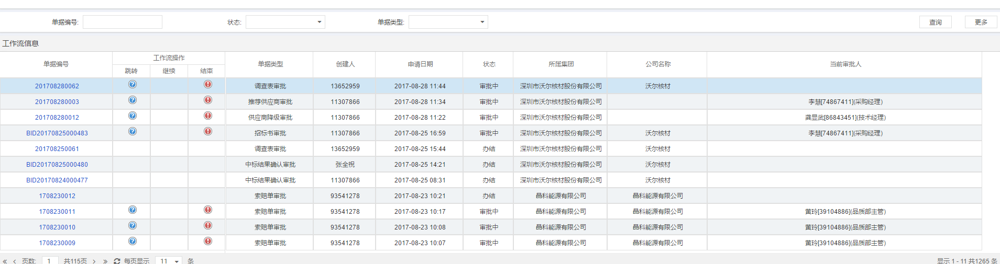 单据编号: 状态: 单据类型: 查询 更多
工作流信息
单据编号 工作流操作 单据类型 创建人 申请日期 状态 所属集团 公司名称 当前审批人
跳转 继续 结束
201708280062 调查表审批 13652959 2017-08-28 11:44 审批中 深圳市沃尔核材股份有限公司 沃尔核材
201708280003 推荐供应商审批 11307866 2017-08-28 11:34 审批中 深圳市沃尔核材股份有限公司 李慧[74867411](采购经理)
201708280012 供应商降级审批 11307866 2017-08-28 11:22 审批中 深圳市沃尔核材股份有限公司 龚显武[86843451](技术经理)
BID20170825000483 招标书审批 11307866 2017-08-25 16:59 审批中 深圳市沃尔核材股份有限公司 沃尔核材 李慧[74867411](采购经理)
201708250061 调查表审批 13652959 2017-08-25 15:44 办结 深圳市沃尔核材股份有限公司 沃尔核材
BID20170825000480 中标结果确认审批 张全祝 2017-08-25 14:21 办结 深圳市沃尔核材股份有限公司 沃尔核材
BID20170824000477 中标结果确认审批 11307866 2017-08-25 08:31 办结 深圳市沃尔核材股份有限公司 沃尔核材
1708230012 索赔单审批 93541278 2017-08-23 10:21 办结 晶科能源有限公司 晶科能源有限公司
1708230011 索赔单审批 93541278 2017-08-23 10:17 审批中 晶科能源有限公司 晶科能源有限公司 黄玲[39104886](品质部主管)
1708230010 索赔单审批 93541278 2017-08-23 10:08 审批中 晶科能源有限公司 晶科能源有限公司 黄玲[39104886](品质部主管)
1708230009 索赔单审批 93541278 2017-08-23 10:07 审批中 晶科能源有限公司 晶科能源有限公司 黄玲[39104886](品质部主管)
« ‹ 页数: 1 共115页 › » 每页显示 11 条 显示 1 - 11 共1265 条